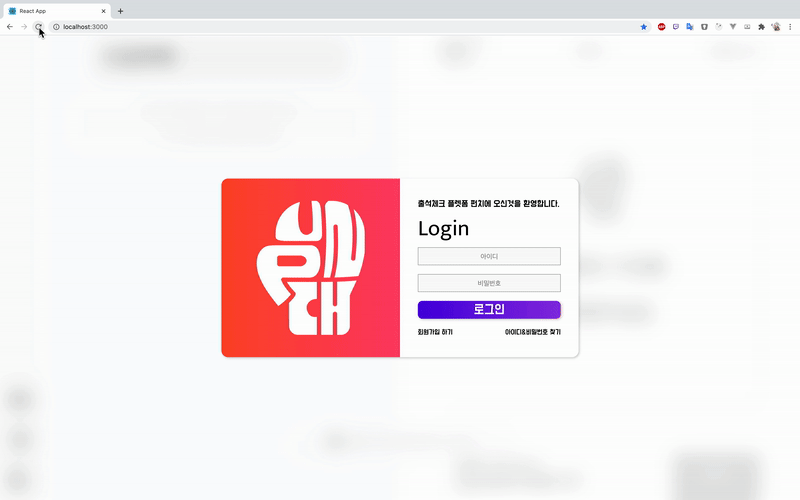 React App
localhost:3000
PUNCH
출석체크 플랫폼 펀치에 오신것을 환영합니다.
Login
아이디
비밀번호
로그인
회원가입 하기
아이디&비밀번호 찾기